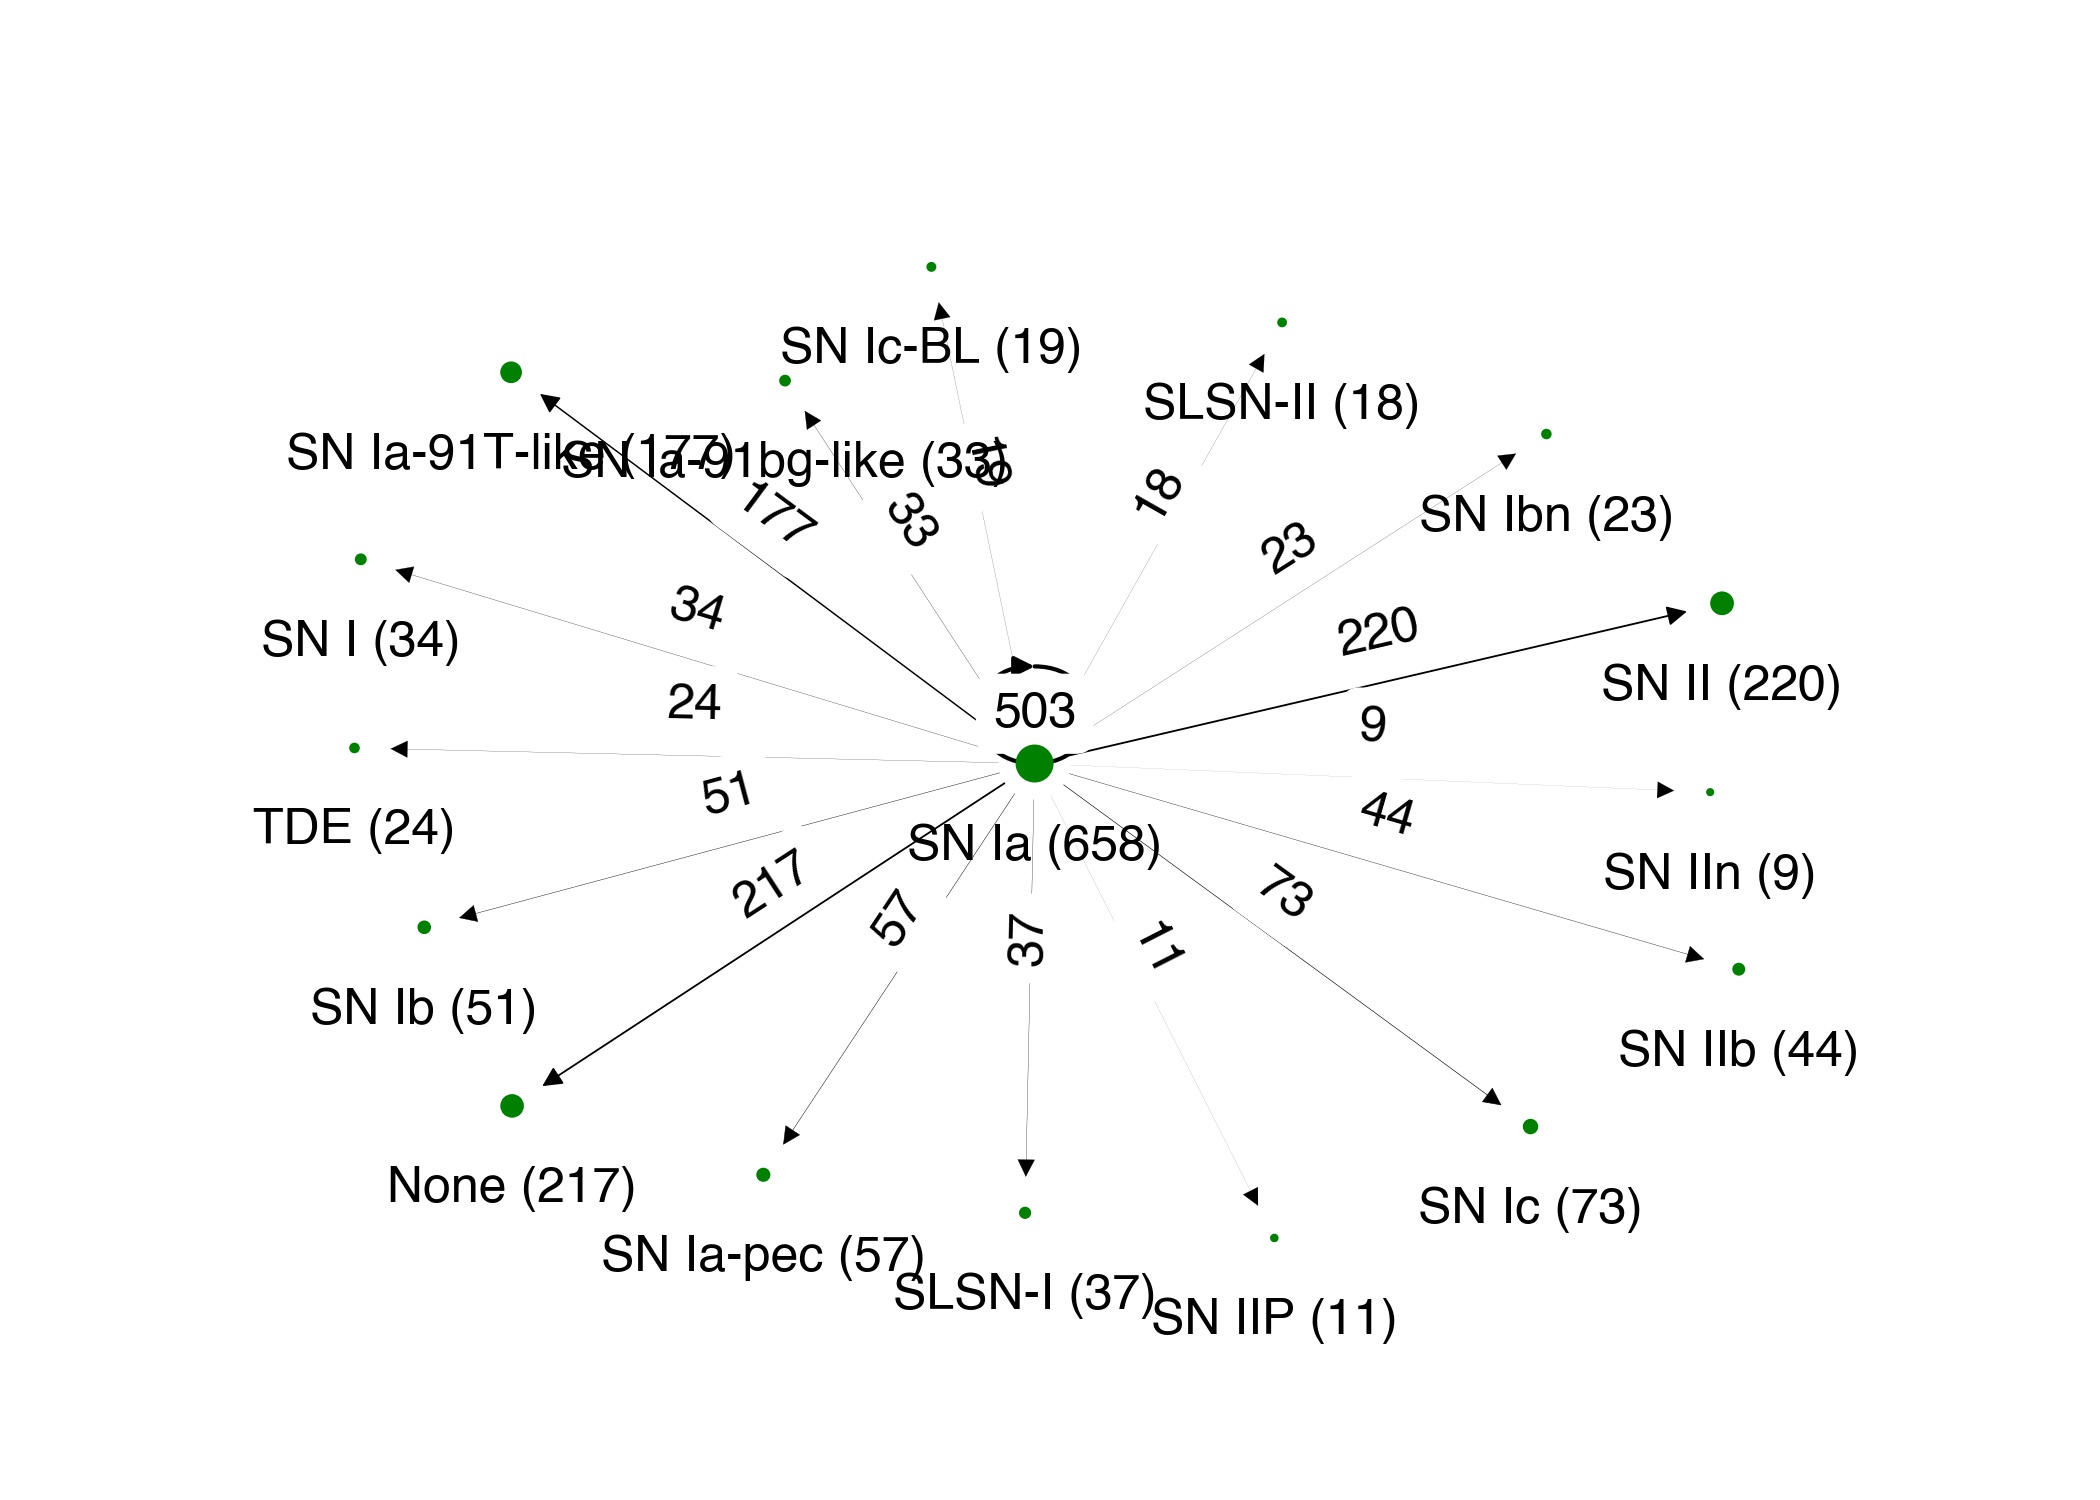 SN Ic-BL (19)
SLSN-II (18)
SN Ia-91T-like (177)
SN Ia-91bg-like (33)
19
18
177
33
23
SN Ibn (23)
34
220
SN I (34)
SN II (220)
24
503
9
51
44
TDE (24)
SN Ia (658)
SN IIn (9)
217
57
37
11
73
SN Ib (51)
SN IIb (44)
None (217)
SN Ic (73)
SN Ia-pec (57)
SLSN-I (37)
SN IIP (11)